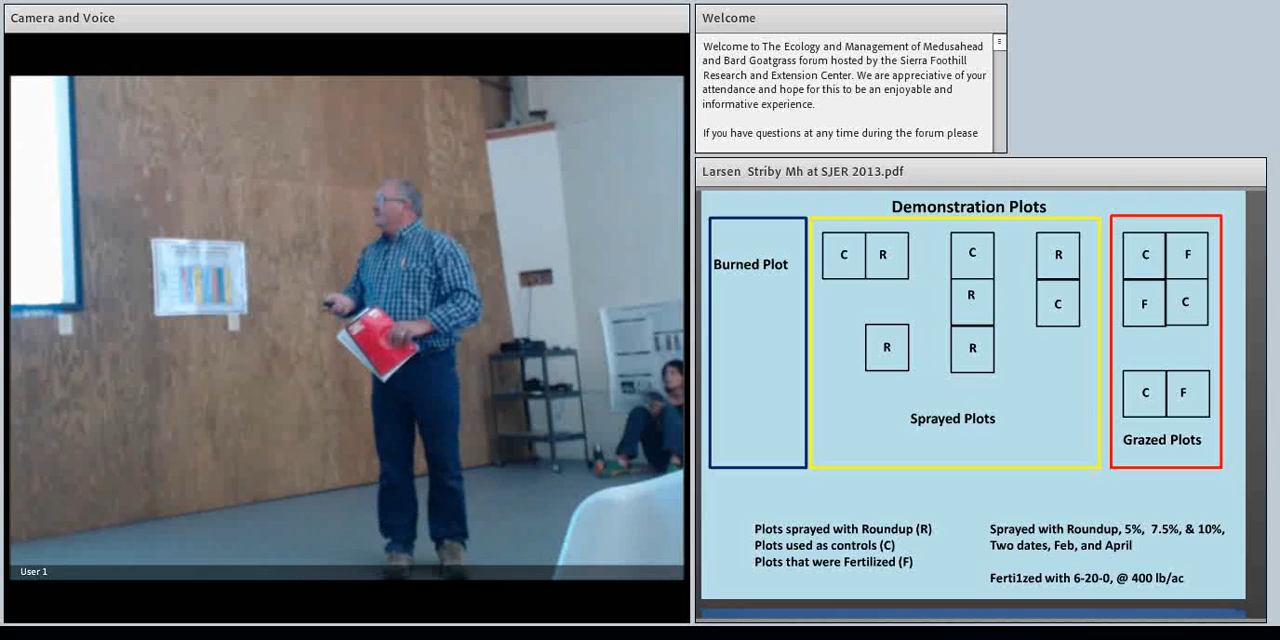 Camera and Voice
User 1
Welcome
Welcome to The Ecology and Management of Medusahead
and Bard Goatgrass forum hosted by the Sierra Foothill
Research and Extension Center. We are appreciative of your
attendance and hope for this to be an enjoyable and
informative experience.
If you have questions at any time during the forum please
Larsen Striby Mh at SJER 2013.pdf
Demonstration Plots
Burned Plot
C R
R
C
R
R
R
C
Sprayed Plots
C F
F C
C F
Grazed Plots
Plots sprayed with Roundup (R)
Plots used as controls (C)
Plots that were Fertilized (F)
Sprayed with Roundup, 5%, 7.5%, & 10%,
Two dates, Feb, and April
Ferti1zed with 6-20-0, @ 400 lb/ac